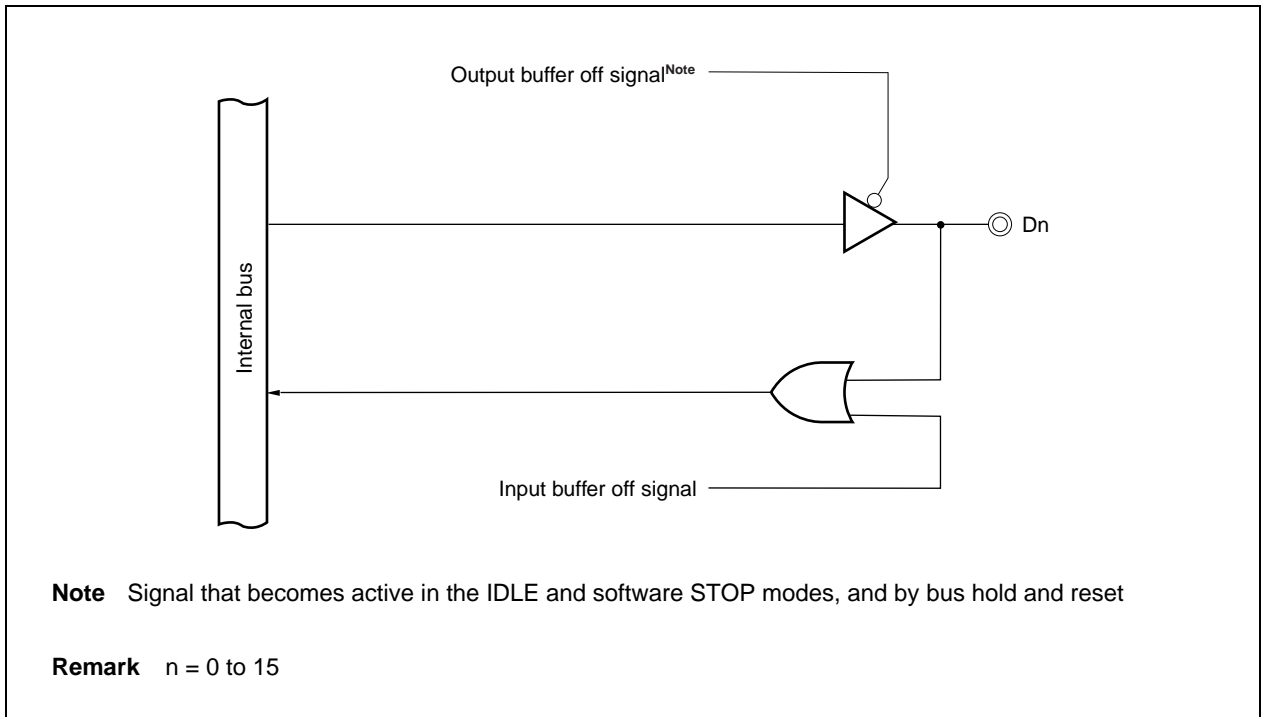 Output buffer off signalNote
Internal bus
Dn
Input buffer off signal
Note Signal that becomes active in the IDLE and software STOP modes, and by bus hold and reset
Remark n = 0 to 15